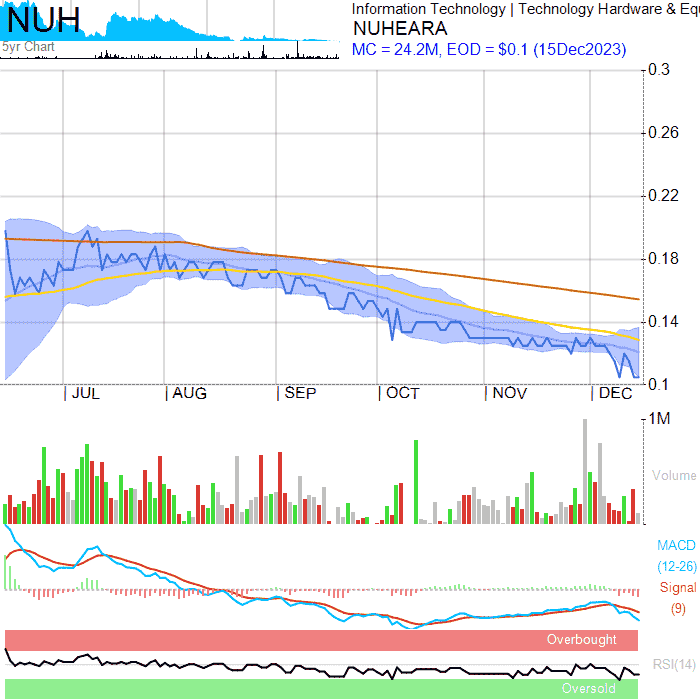 NUH
5yr Chart
Information Technology | Technology Hardware & Equ
NUHEARA
MC = 24.2M, EOD = $0.1 (15Dec2023)
0.3
0.26
0.22
0.18
0.14
0.1
JUL
AUG
SEP
OCT
NOV
DEC
1M
Volume
MACD
(12-26)
Signal
(9)
Overbought
RSI(14)
Oversold